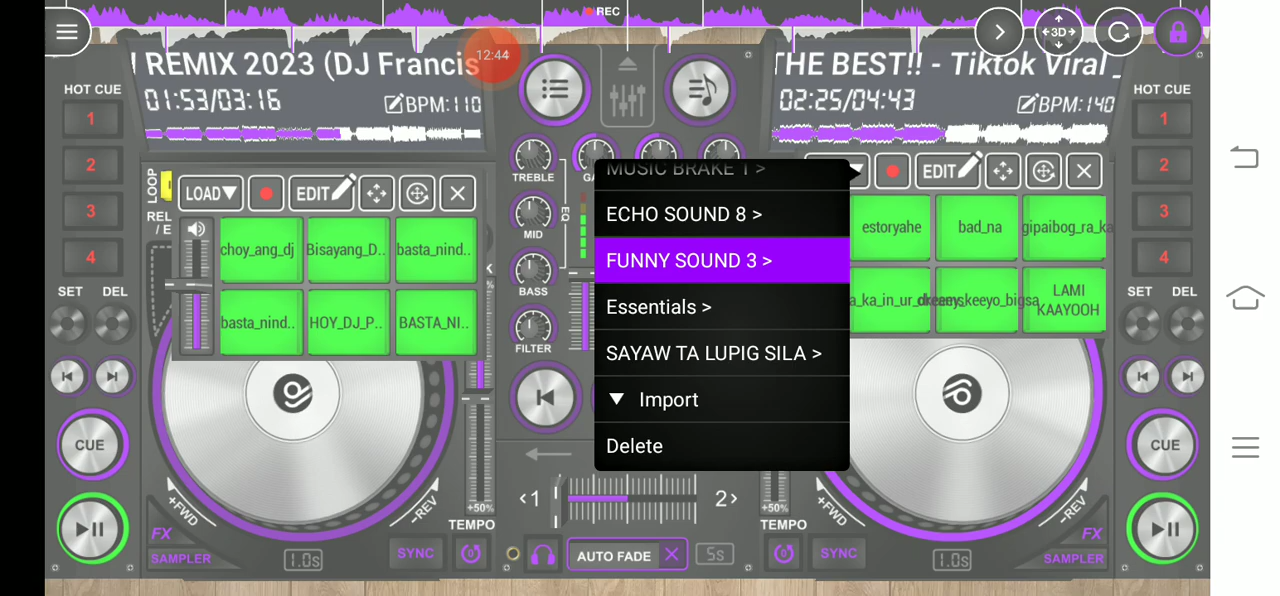 REC
12:44
3D
REMIX 2023 (DJ Francis
01:53/03:16
BPM:110
THE BEST!! - Tiktok Viral_
02:25/04:43
BPM:140
HOT CUE
1
2
3
4
SET DEL
CUE
LOOP
REL
LOAD▼
EDIT
choy_ang_dj
Bisayang_D..
basta_nind..
basta_nind..
HOY_DJ_P..
BASTA_NI..
TREBLE
MID
BASS
FILTER
EQ
MUSIC BRAKE 1 >
ECHO SOUND 8 >
FUNNY SOUND 3 >
Essentials >
SAYAW TA LUPIG SILA >
▼ Import
Delete
EDIT
estoryahe
bad_na
gipaibog_ra_ka
LAMI
KAAYOOH
HOT CUE
1
2
3
4
SET DEL
CUE
+FWD
-REV
+50%
TEMPO
FX
SAMPLER
1.0s
SYNC
0
<1
2>
AUTO FADE
5s
+50%
TEMPO
0
SYNC
+FWD
-REV
1.0s
FX
SAMPLER